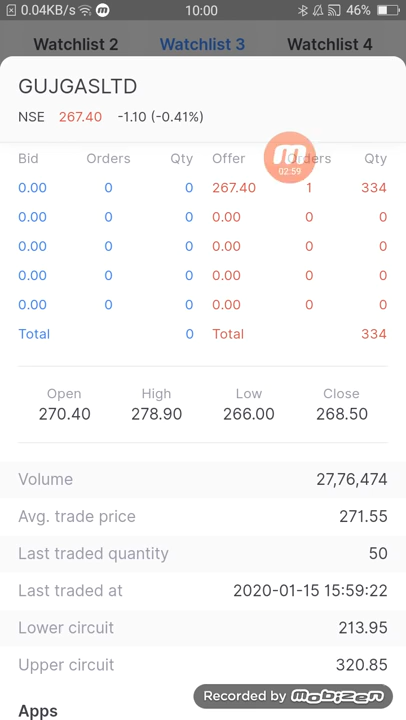 0.04KB/s 10:00 46%
Watchlist 2 Watchlist 3 Watchlist 4
GUJGASLTD
NSE 267.40 -1.10 (-0.41%)
Bid Orders Qty Offer Orders Qty
02:59
0.00 0 0 267.40 1 334
0.00 0 0 0.00 0 0
0.00 0 0 0.00 0 0
0.00 0 0 0.00 0 0
0.00 0 0 0.00 0 0
Total 0 Total 334
Open High Low Close
270.40 278.90 266.00 268.50
Volume 27,76,474
Avg. trade price 271.55
Last traded quantity 50
Last traded at 2020-01-15 15:59:22
Lower circuit 213.95
Upper circuit 320.85
Recorded by mobizen
Apps